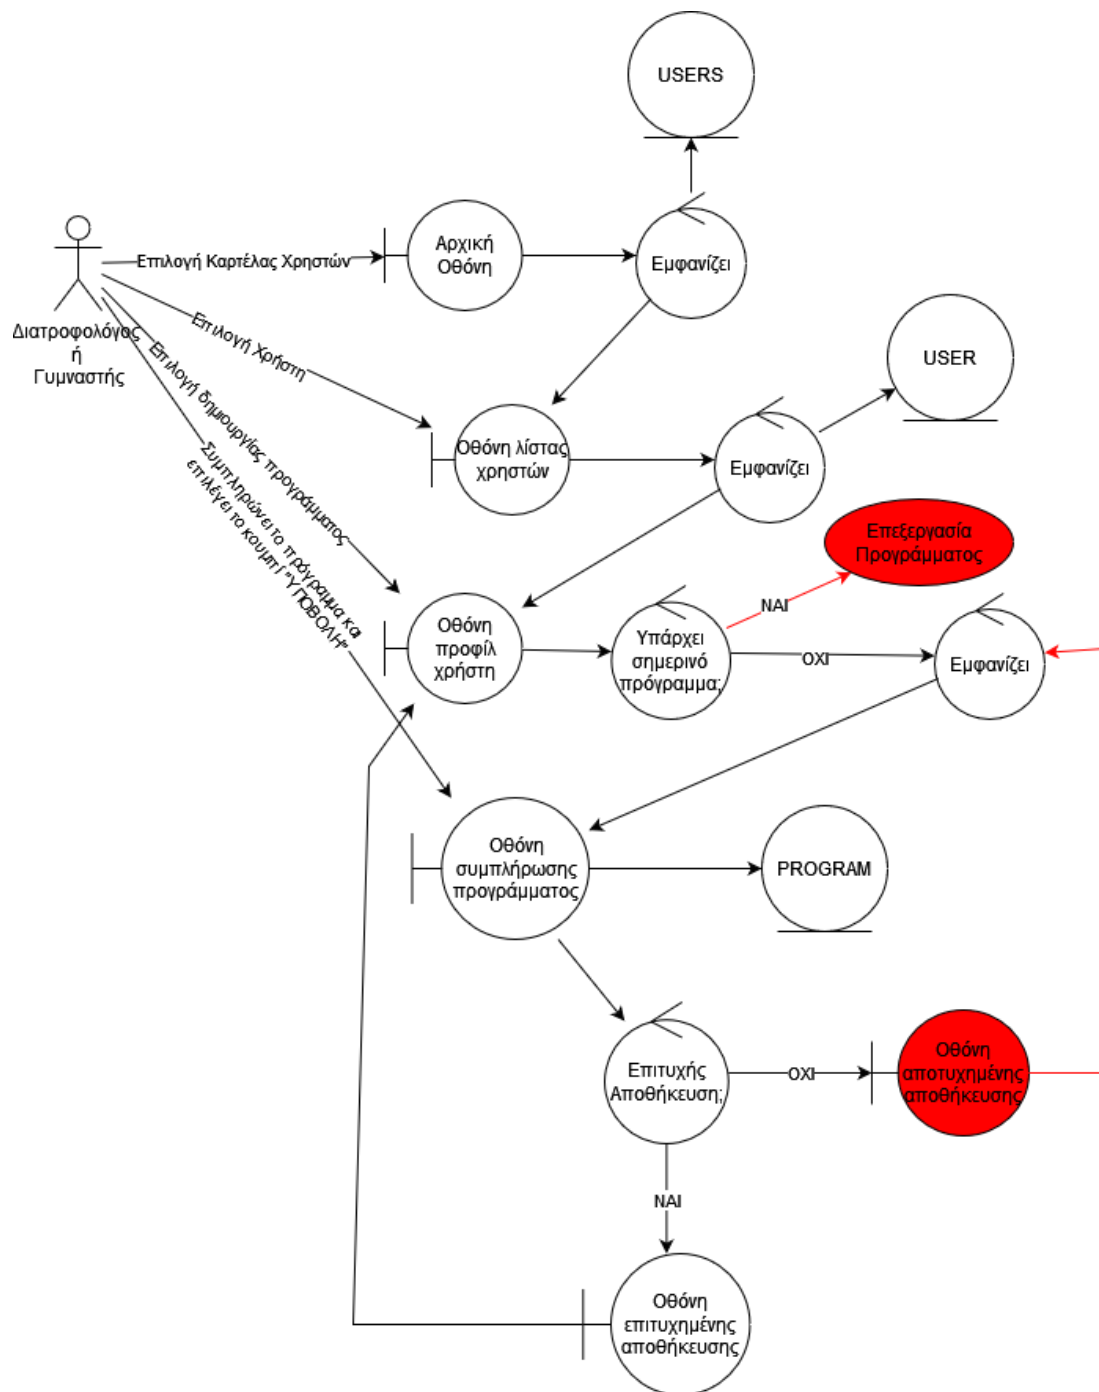 USERS
Αρχική
Οθόνη
Εμφανίζει
Επιλογή Καρτέλας Χρηστών
Διατροφολόγος
ή
Γυμναστής
Επιλογή Χρήστη
USER
Οθόνη λίστας
χρηστών
Εμφανίζει
Επιλογή δημιουργίας προγράμματος
Συμπληρώνει το πρόγραμμα και
επιλέγει το κουμπί "ΥΠΟΒΟΛΗ"
Επεξεργασία
Προγράμματος
ΝΑΙ
Οθόνη
προφίλ
χρήστη
Υπάρχει
σημερινό
πρόγραμμα;
ΟΧΙ
Εμφανίζει
Οθόνη
συμπλήρωσης
προγράμματος
PROGRAM
Επιτυχής
Αποθήκευση;
ΟΧΙ
Οθόνη
αποτυχημένης
αποθήκευσης
ΝΑΙ
Οθόνη
επιτυχημένης
αποθήκευσης